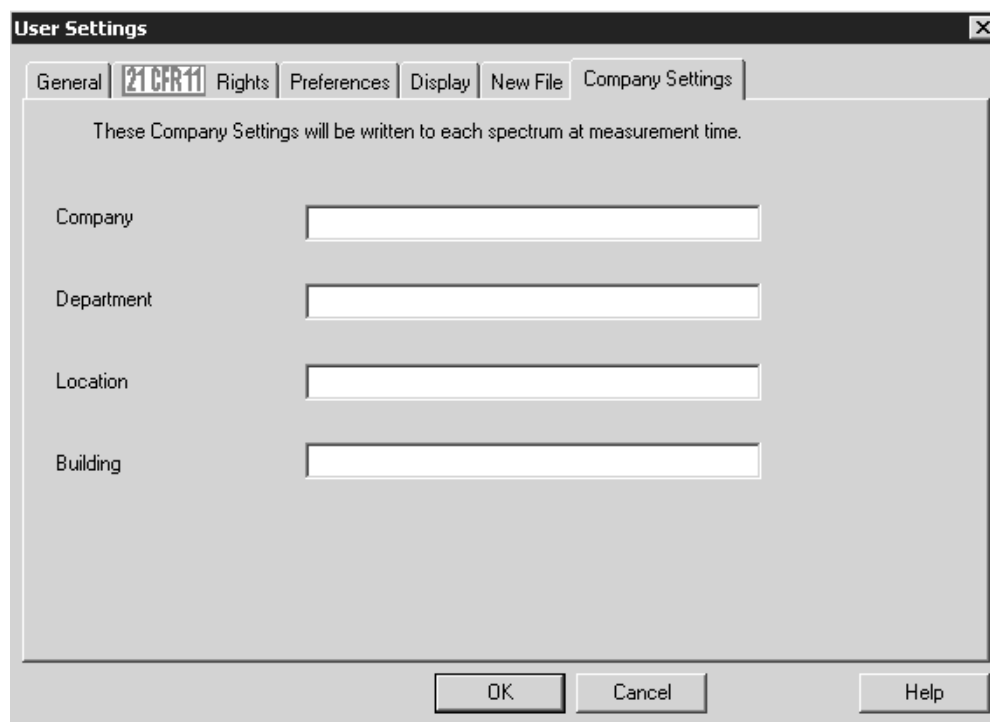 User Settings
General 21 CFR11 Rights Preferences Display New File Company Settings
These Company Settings will be written to each spectrum at measurement time.
Company
Department
Location
Building
OK Cancel Help